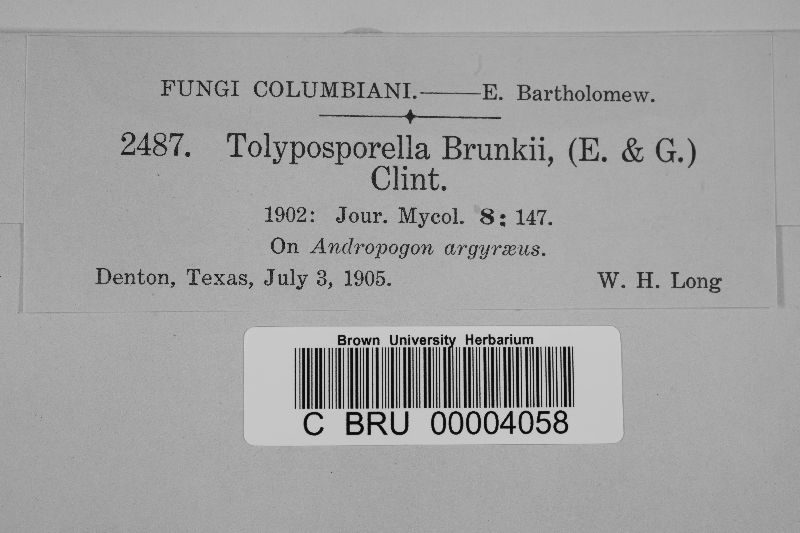 FUNGI COLUMBIANI.——E. Bartholomew.
2487. Tolyposporella Brunkii, (E. & G.)
Clint.
1902: Jour. Mycol. 8: 147.
On Andropogon argyræus.
Denton, Texas, July 3, 1905. W. H. Long
Brown University Herbarium
C BRU 00004058